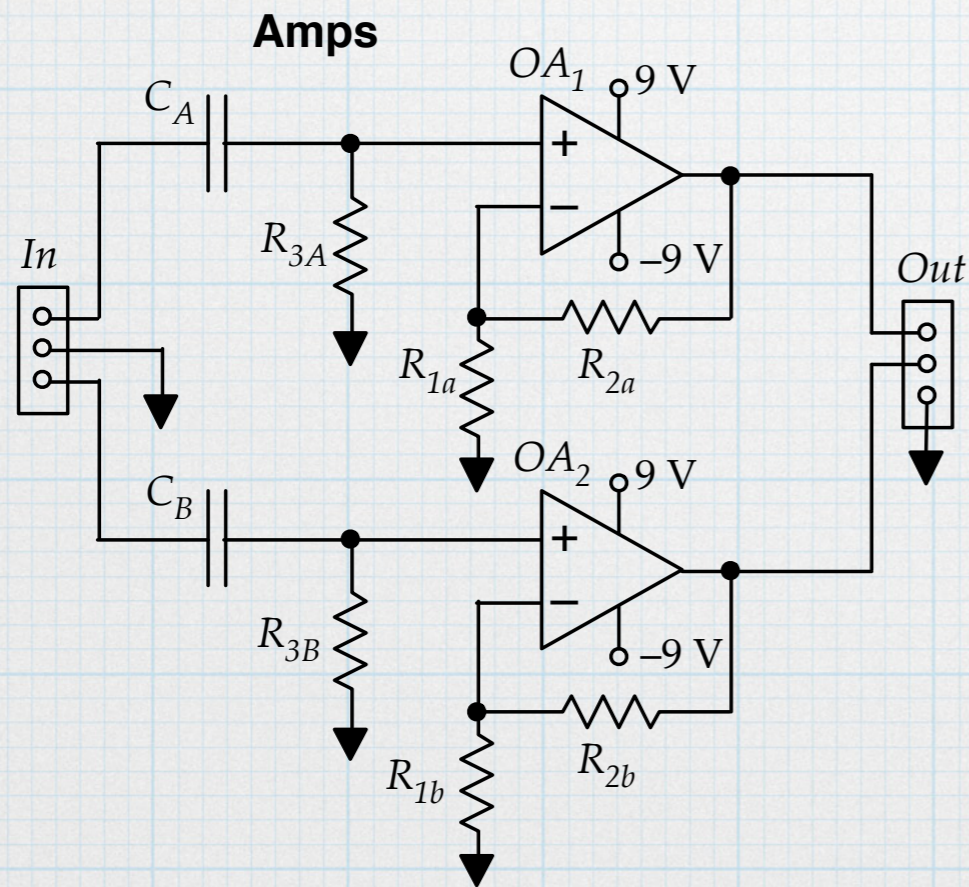 Amps
OA1
9 V
CA
+
–
R3A
–9 V
In
Out
R1a
R2a
OA2
9 V
CB
+
–
R3B
–9 V
R1b
R2b